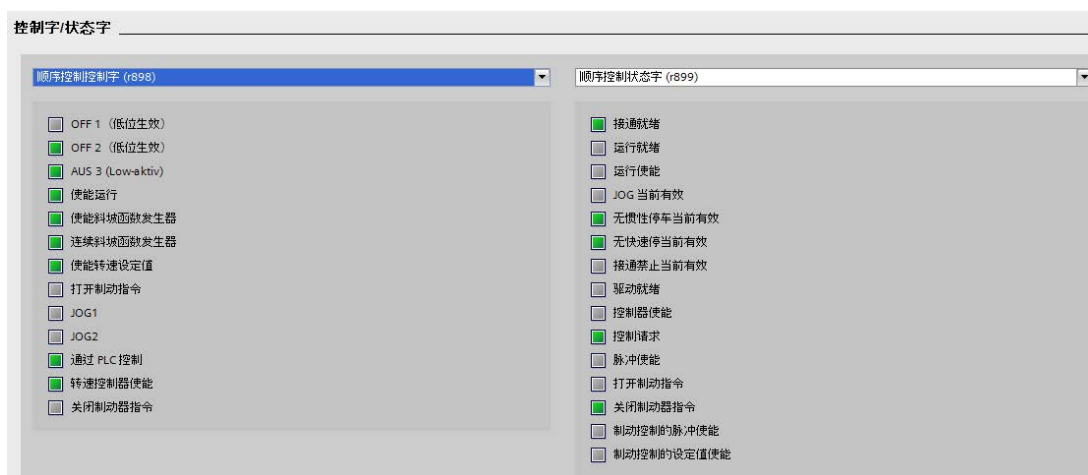 控制字/状态字
顺序控制控制字 (r898)
OFF 1（低位生效）
OFF 2（低位生效）
AUS 3 (Low-aktiv)
使能运行
使能斜坡函数发生器
连续斜坡函数发生器
使能转速设定值
打开制动指令
JOG1
JOG2
通过 PLC 控制
转速控制器使能
关闭制动器指令
顺序控制状态字 (r899)
接通就绪
运行就绪
运行使能
JOG 当前有效
无惯性停车当前有效
无快速停当前有效
接通禁止当前有效
驱动就绪
控制器使能
控制请求
脉冲使能
打开制动指令
关闭制动器指令
制动控制的脉冲使能
制动控制的设定值使能